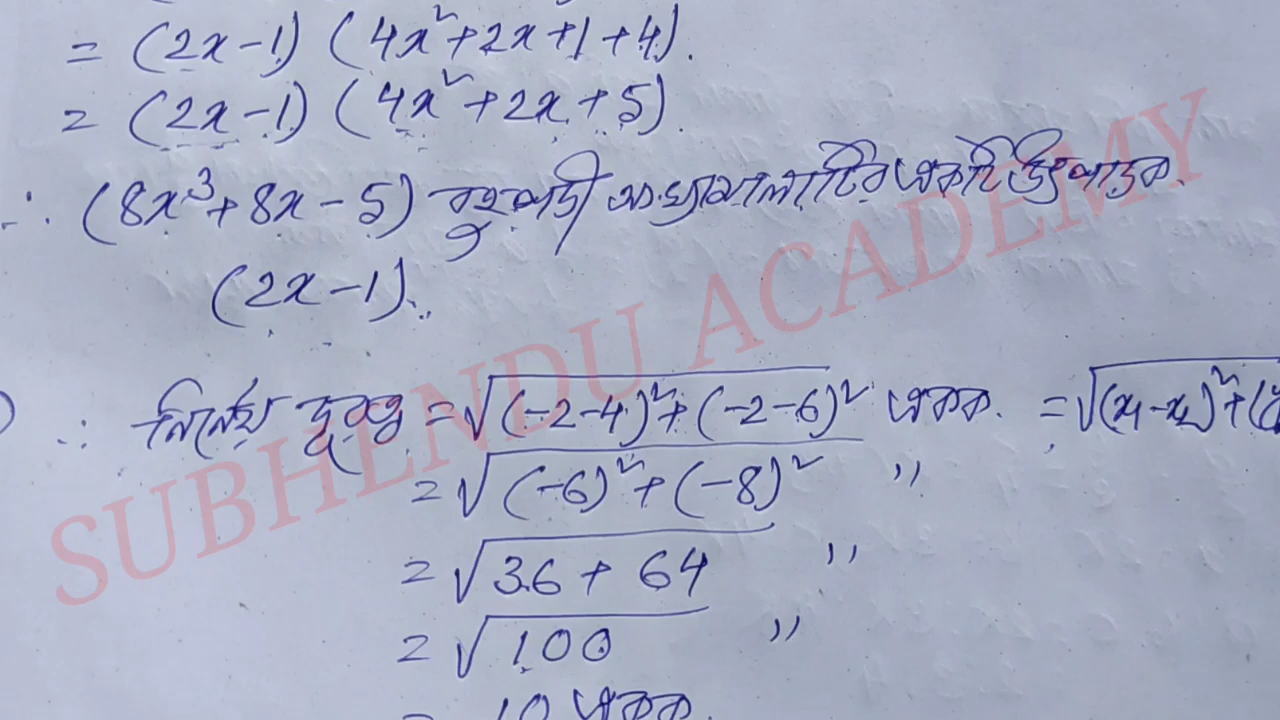 = (2x-1) (4x²+2x+1+4).
= (2x-1) (4x²+2x+5).
∴ (8x³+8x-5) বহুপদী সংখ্যামালাটির একটি উৎপাদক
(2x-1).
∴ নির্ণেয় দূরত্ব = √(-2-4)²+(-2-6)² একক. = √(x₁-x₂)²+(
= √(-6)²+(-8)² ,,
= √36+64 ,,
= √100 ,,
= 10 একক.
SUBHENDU ACADEMY